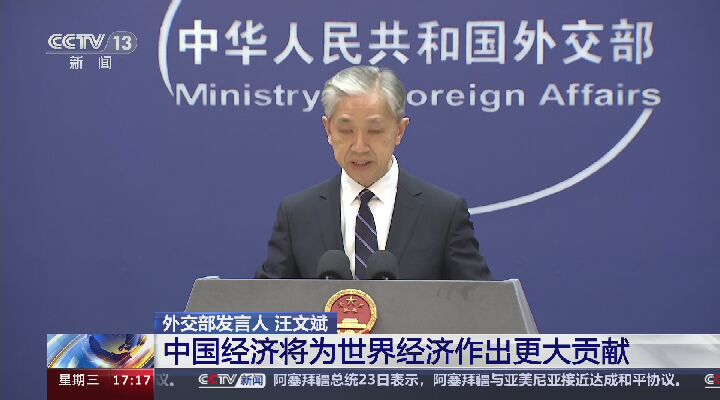 CCTV 13
新闻
中华人民共和国外交部
Ministry Foreign Affairs
外交部发言人 汪文斌
中国经济将为世界经济作出更大贡献
星期三 17:17 议。 CCTV 新闻 阿塞拜疆总统23日表示，阿塞拜疆与亚美尼亚接近达成和平协议。